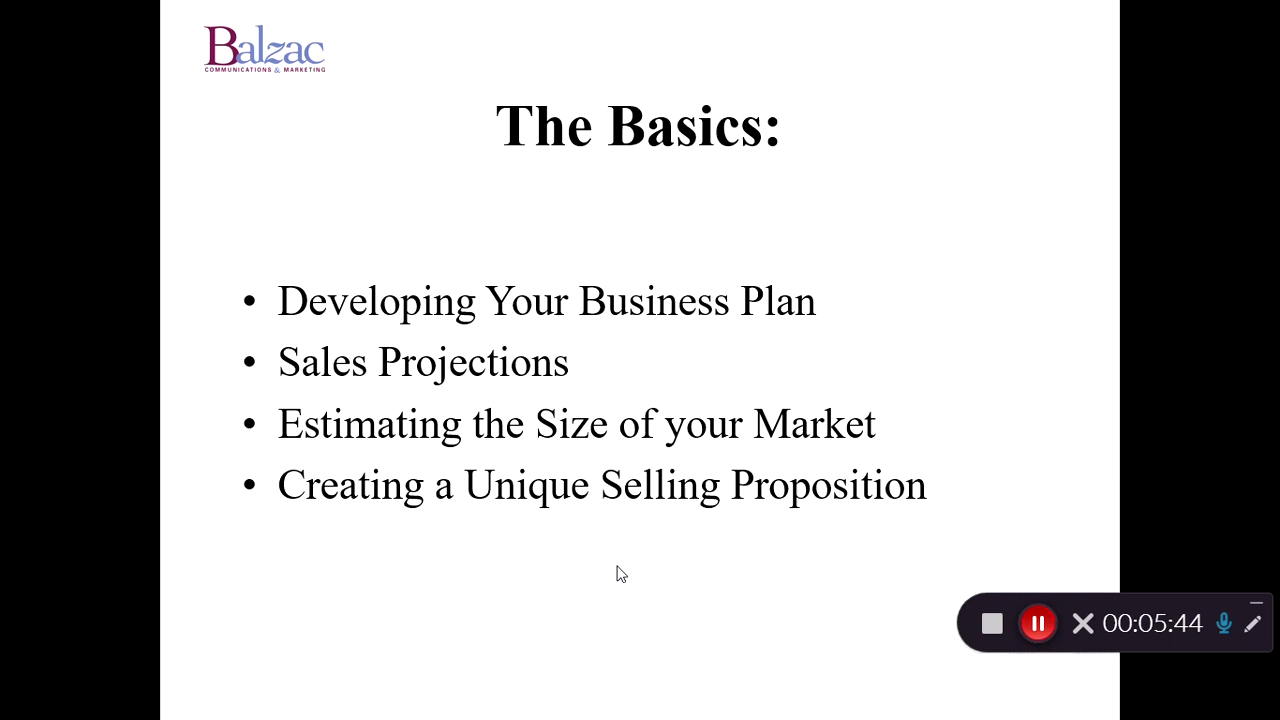 Balzac
COMMUNICATIONS & MARKETING
The Basics:
• Developing Your Business Plan
• Sales Projections
• Estimating the Size of your Market
• Creating a Unique Selling Proposition
00:05:44